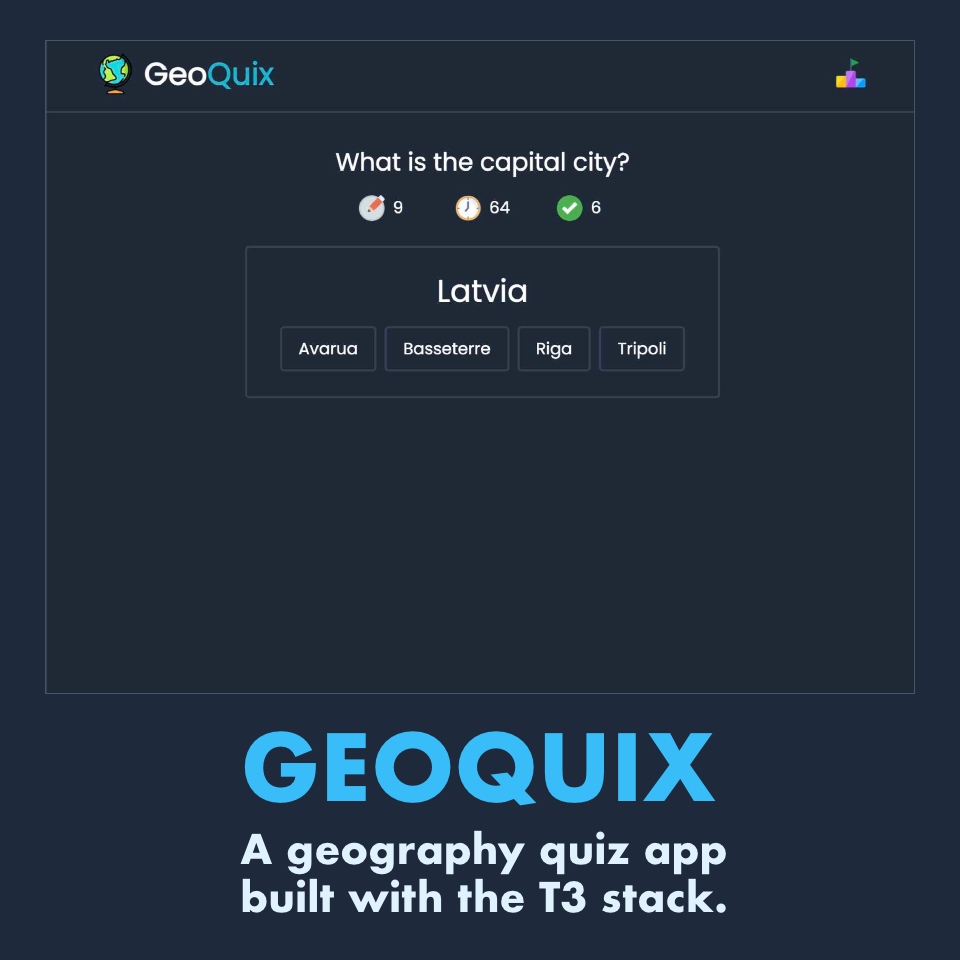 GeoQuix
What is the capital city?
9 64 6
Latvia
Avarua Basseterre Riga Tripoli
GEOQUIX
A geography quiz app
built with the T3 stack.